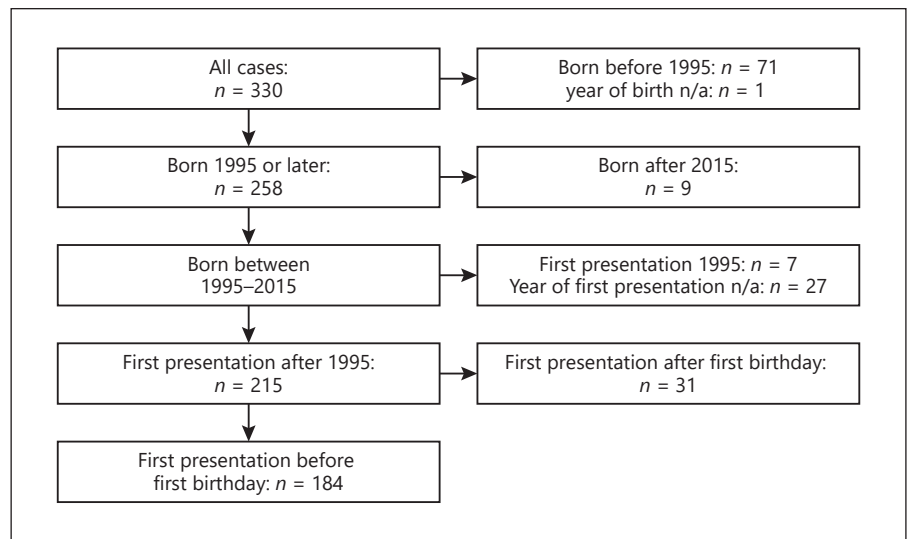 All cases:
n = 330
Born before 1995: n = 71
year of birth n/a: n = 1
Born 1995 or later:
n = 258
Born after 2015:
n = 9
Born between
1995–2015
First presentation 1995: n = 7
Year of first presentation n/a: n = 27
First presentation after 1995:
n = 215
First presentation after first birthday:
n = 31
First presentation before
first birthday: n = 184